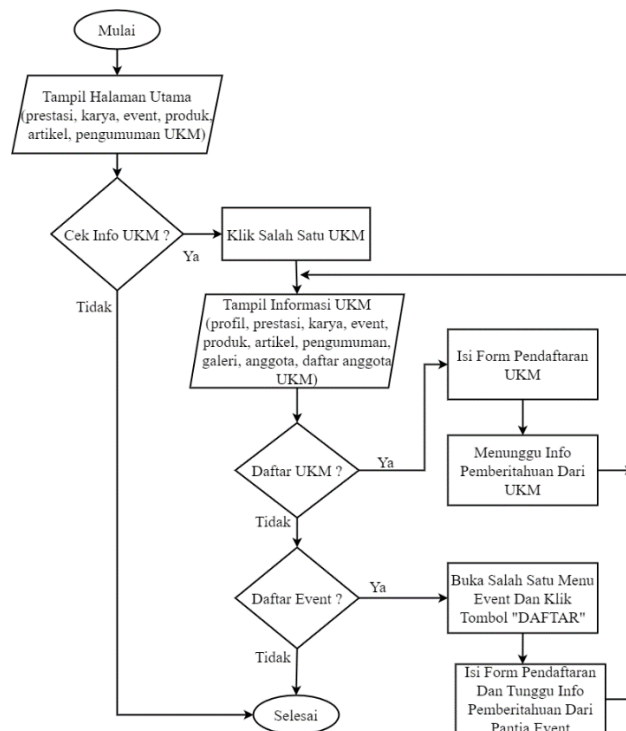 Mulai
Tampil Halaman Utama
(prestasi, karya, event, produk,
artikel, pengumuman UKM)
Cek Info UKM ?
Ya
Klik Salah Satu UKM
Tidak
Tampil Informasi UKM
(profil, prestasi, karya, event,
produk, artikel, pengumuman,
galeri, anggota, daftar anggota
UKM)
Isi Form Pendaftaran
UKM
Daftar UKM ?
Ya
Menunggu Info
Pemberitahuan Dari
UKM
Tidak
Daftar Event ?
Ya
Buka Salah Satu Menu
Event Dan Klik
Tombol "DAFTAR"
Tidak
Isi Form Pendaftaran
Dan Tunggu Info
Pemberitahuan Dari
Pantia Event
Selesai